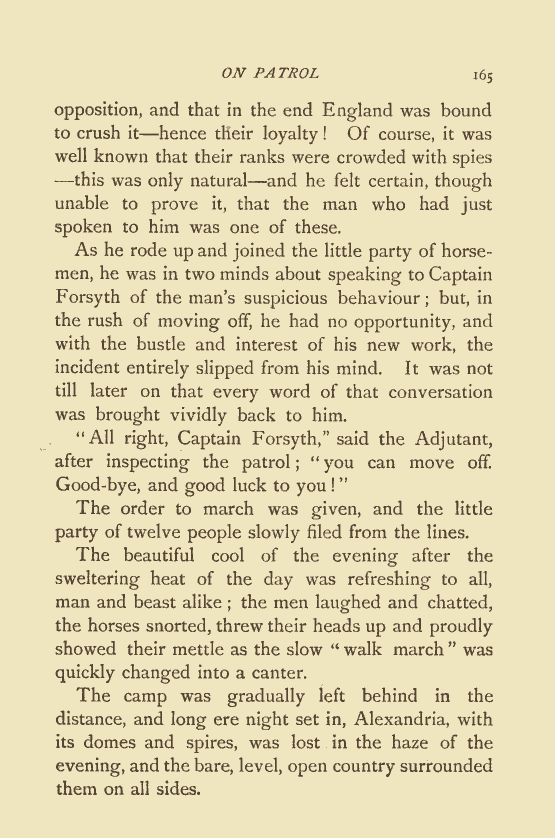 ON PATROL 165
opposition, and that in the end England was bound
to crush it—hence their loyalty! Of course, it was
well known that their ranks were crowded with spies
—this was only natural—and he felt certain, though
unable to prove it, that the man who had just
spoken to him was one of these.
As he rode up and joined the little party of horse-
men, he was in two minds about speaking to Captain
Forsyth of the man's suspicious behaviour; but, in
the rush of moving off, he had no opportunity, and
with the bustle and interest of his new work, the
incident entirely slipped from his mind. It was not
till later on that every word of that conversation
was brought vividly back to him.
"All right, Captain Forsyth," said the Adjutant,
after inspecting the patrol; "you can move off.
Good-bye, and good luck to you!"
The order to march was given, and the little
party of twelve people slowly filed from the lines.
The beautiful cool of the evening after the
sweltering heat of the day was refreshing to all,
man and beast alike; the men laughed and chatted,
the horses snorted, threw their heads up and proudly
showed their mettle as the slow "walk march" was
quickly changed into a canter.
The camp was gradually left behind in the
distance, and long ere night set in, Alexandria, with
its domes and spires, was lost in the haze of the
evening, and the bare, level, open country surrounded
them on all sides.